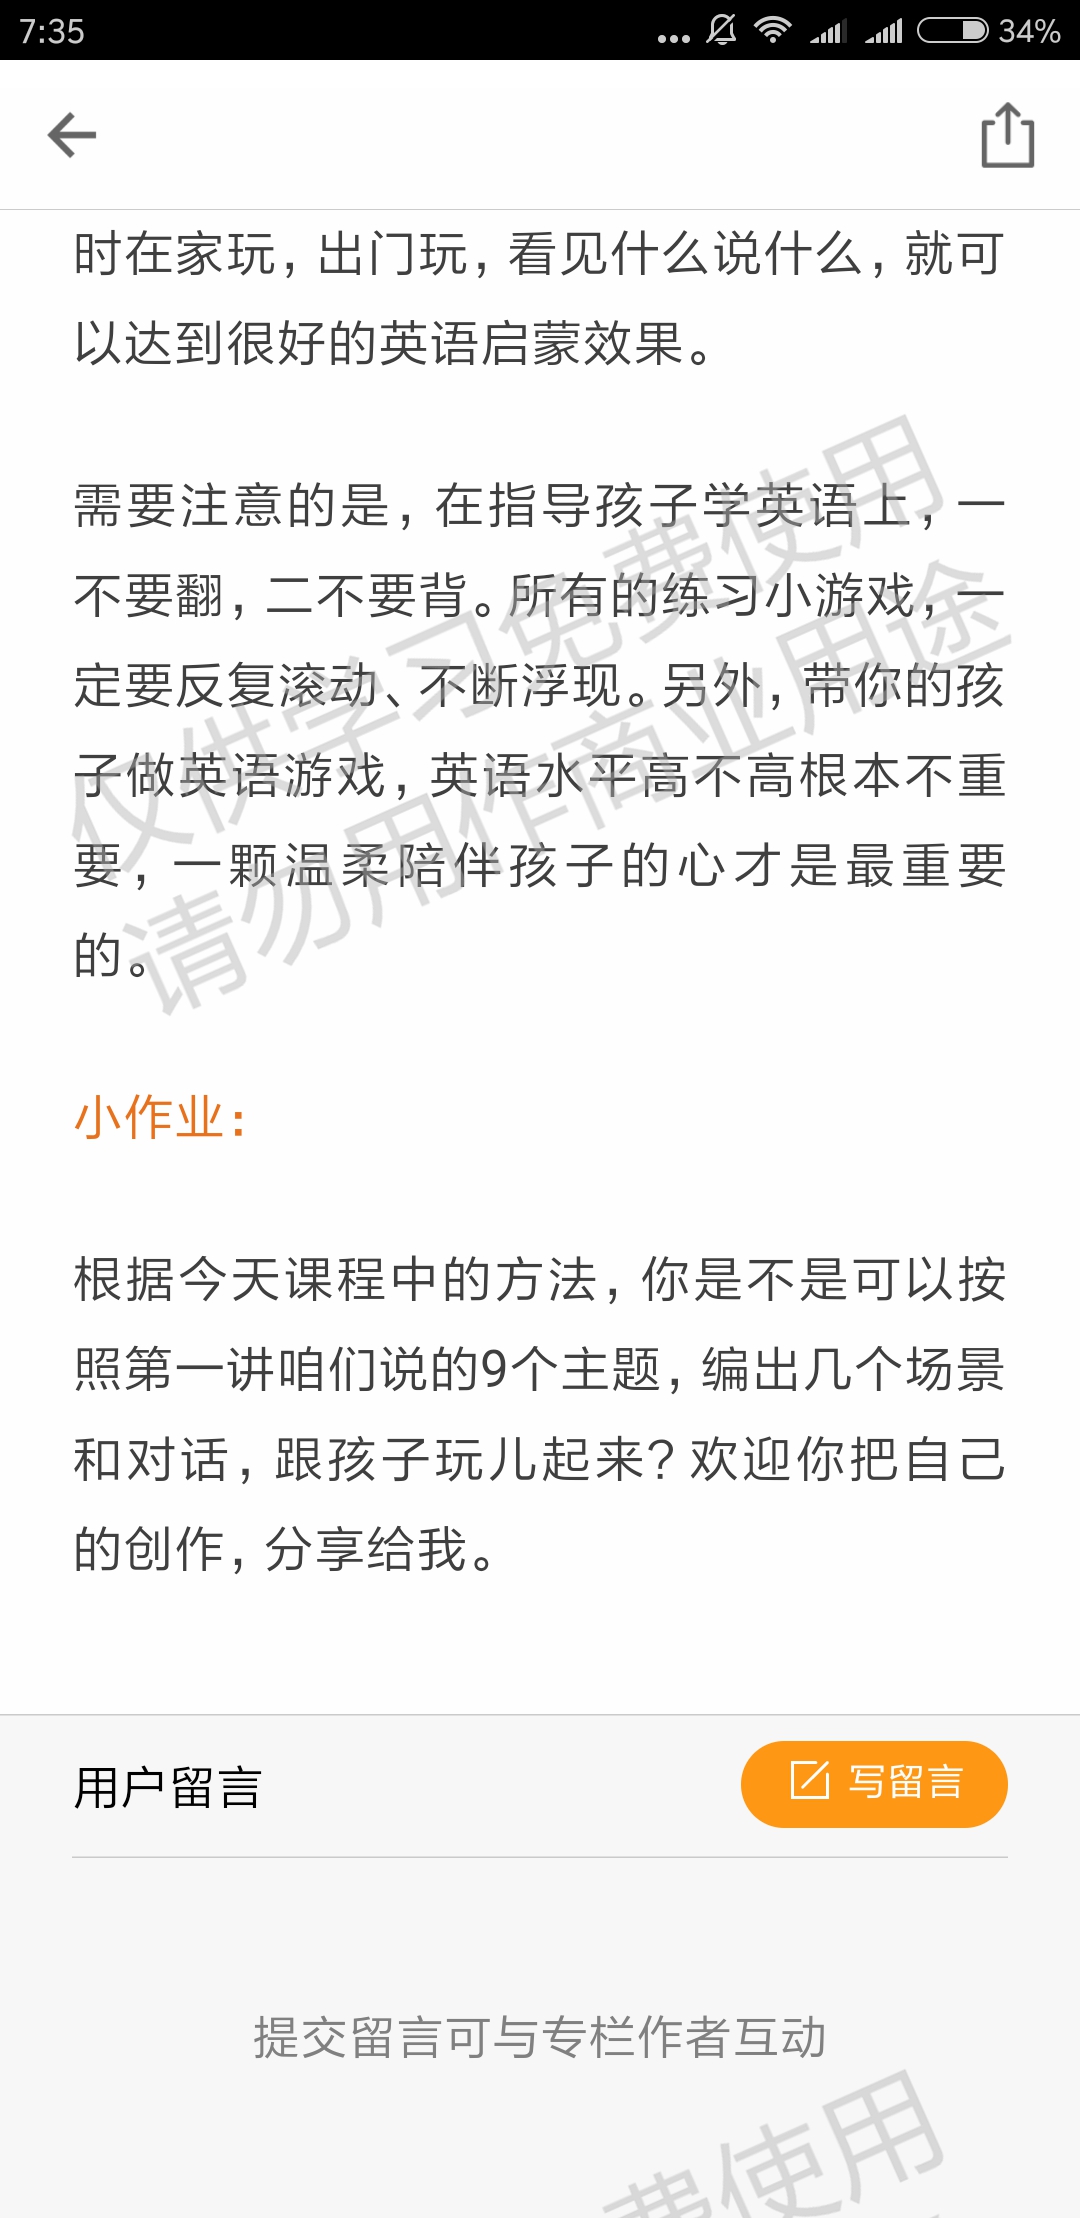 7:35
34%
时在家玩，出门玩，看见什么说什么，就可
以达到很好的英语启蒙效果。
需要注意的是，在指导孩子学英语上，一
不要翻，二不要背。所有的练习小游戏，一
定要反复滚动、不断浮现。另外，带你的孩
子做英语游戏，英语水平高不高根本不重
要，一颗温柔陪伴孩子的心才是最重要
的。
仅供学习免费使用
请勿用作商业用途
小作业：
根据今天课程中的方法，你是不是可以按
照第一讲咱们说的9个主题，编出几个场景
和对话，跟孩子玩儿起来？欢迎你把自己
的创作，分享给我。
用户留言
写留言
提交留言可与专栏作者互动
费使用